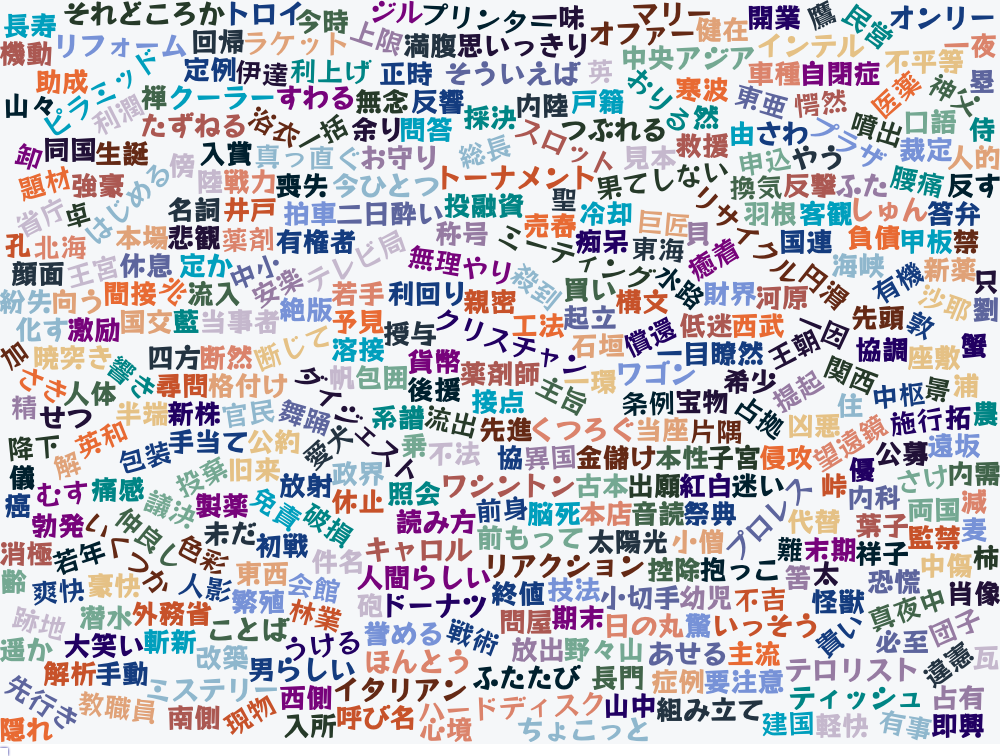 それどころか トロイ 今時 ジル プリンター 一味 マリー 開業 鷹 民営 オンリー
長寿 機動 リフォーム 回帰 ラケット 上限 満腹 思いっきり オファー 健在 インテル 不平等 一夜
助成 ピラミッド 定例 伊達 利上げ 正時 そういえば 英 中央アジア 車種 自閉症 医薬 神父 塁
山々 利潤 禅 クーラー すわる 無念 反響 採決 内陸 戸籍 おりる 寒波 東亜 愕然 噴出 口語 侍
たずねる 浴衣 一括 余り 問答 スロット つぶれる 然 由 さわ プラザ 裁定 人的
卸 同国 生誕 傍 入賞 真っ直ぐ お守り 総長 見本 救援 申込 やう
題材 強豪 はじめる 陸 戦力 喪失 今ひとつ トーナメント 聖 果てしない 換気 反撃 ふた 腰痛 反す
省庁 卓 名詞 井戸 拍車 二日酔い 投融資 売春 冷却 巨匠 貝 リサイクル 羽根 客観 しゅん 答弁
孔 北海 本場 悲観 薬剤 有権者 テレビ局 称号 ミーティング 痴呆 東海 癒着 国連 負債 甲板 禁
顔面 王宮 休息 定か 中小 安楽 無理やり 殺到 水路 円滑 海峡 有機 新薬 只
紛失 向う 間接 流入 絶版 若手 利回り 親密 買い 構文 財界 河原 沙耶 劉
化す 激励 国交 藍 当事者 予見 授与 クリスチャン 工法 起立 償還 低迷 西武 一因 先頭 敦
加 暁 突き 響き 四方 断然 断じて 溶接 貨幣 薬剤師 石垣 一目瞭然 王朝 協調 座敷 蟹
さき 人体 尋問 格付け ダイジェスト 帆 包囲 後援 主旨 一環 ワゴン 希少 提起 関西 中枢 景 浦
精 せつ 半端 新株 官民 舞踊 系譜 流出 接点 条例 宝物 占拠 凶悪 住 施行 拓 農
降下 解 英和 包装 手当て 公約 愛犬 乗 不法 先進 くつろぐ 当座 片隅 望遠鏡 公募 遠坂
儀 投棄 旧来 政界 協 異国 金儲け 本性 子宮 侵攻 優 さけ 内需
癌 むす 痛感 議決 製薬 免責 放射 休止 照会 ワシントン 古本 出願 紅白 迷い プロレス 峠 内科 両国 減
勃発 いくつか 仲良し 色彩 未だ 初戦 破損 読み方 前身 脳死 本店 音読 祭典 代替 葉子 監禁 麦
消極 若年 件名 キャロル 前もって 太陽光 小僧 難 末期 祥子 中傷 柿
齢 爽快 豪快 人影 東西 会館 人間らしい リアクション 控除 抱っこ 筈 太 恐慌 肖像
跡地 潜水 外務省 繁殖 林業 砲 ドーナツ 終値 技法 小切手 幼児 不吉 怪獣 真夜中 団子
遥か 大笑い 斬新 ことば うける 誉める 戦術 問屋 期末 日の丸 驚 いっそう 責い 必至 違憲 瓦
解析 手動 改築 男らしい ほんとう 放出 野々山 あせる 主流 テロリスト
先行き 教職員 ミステリー 西側 イタリアン ふたたび 長門 症例 要注意 ティッシュ 占有
隠れ 南側 現物 入所 呼び名 心境 ハードディスク ちょこっと 山中 組み立て 建国 軽快 有事 即興